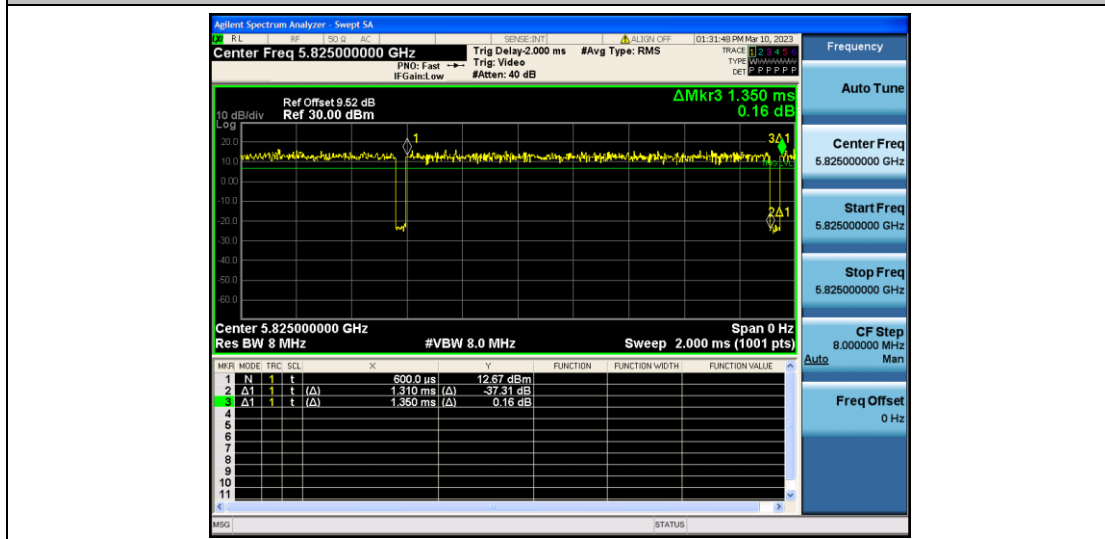 Agilent Spectrum Analyzer - Swept SA
RL RF 50 Ω AC SENSE:INT ALIGN OFF 01:31:48 PM Mar 10, 2023
Center Freq 5.825000000 GHz
PNO: Fast
IFGain:Low
Trig Delay-2.000 ms
Trig: Video
#Atten: 40 dB
#Avg Type: RMS
TRACE 1 2 3 4 5 6
TYPE
DET P P P P P P
Frequency
Auto Tune
Center Freq
5.825000000 GHz
Start Freq
5.825000000 GHz
Stop Freq
5.825000000 GHz
CF Step
8.000000 MHz
Auto Man
Freq Offset
0 Hz
ΔMkr3 1.350 ms
0.16 dB
Ref Offset 9.52 dB
10 dB/div Ref 30.00 dBm
Log
20.0
10.0
0.00
-10.0
-20.0
-30.0
-40.0
-50.0
-60.0
1
3Δ1
2Δ1
Center 5.825000000 GHz Span 0 Hz
Res BW 8 MHz #VBW 8.0 MHz Sweep 2.000 ms (1001 pts)
MKR MODE TRC SCL X Y FUNCTION FUNCTION WIDTH FUNCTION VALUE
1 N 1 t 600.0 µs 12.67 dBm
2 Δ1 1 t (Δ) 1.310 ms (Δ) -37.31 dB
3 Δ1 1 t (Δ) 1.350 ms (Δ) 0.16 dB
4
5
6
7
8
9
10
11
MSG STATUS